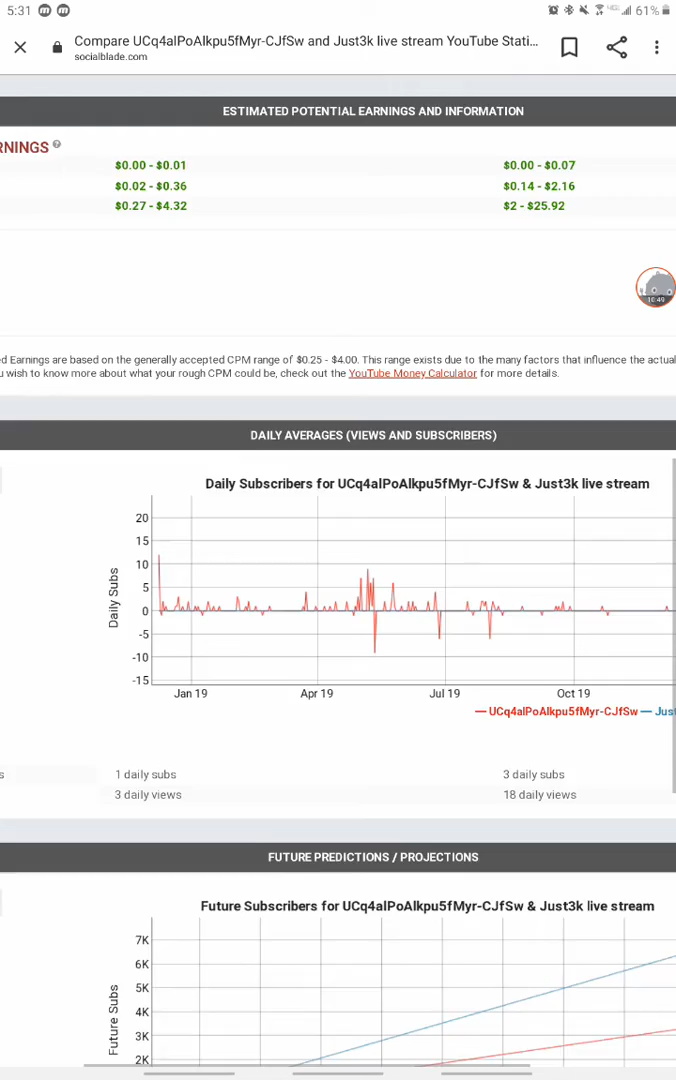 5:31
61%
Compare UCq4alPoAlkpu5fMyr-CJfSw and Just3k live stream YouTube Stati...
socialblade.com
ESTIMATED POTENTIAL EARNINGS AND INFORMATION
RNINGS ?
$0.00 - $0.01 $0.00 - $0.07
$0.02 - $0.36 $0.14 - $2.16
$0.27 - $4.32 $2 - $25.92
10:49
ed Earnings are based on the generally accepted CPM range of $0.25 - $4.00. This range exists due to the many factors that influence the actual
u wish to know more about what your rough CPM could be, check out the YouTube Money Calculator for more details.
DAILY AVERAGES (VIEWS AND SUBSCRIBERS)
Daily Subscribers for UCq4alPoAlkpu5fMyr-CJfSw & Just3k live stream
Daily Subs
20
15
10
5
0
-5
-10
-15
Jan 19 Apr 19 Jul 19 Oct 19
UCq4alPoAlkpu5fMyr-CJfSw Just
s 1 daily subs 3 daily subs
3 daily views 18 daily views
FUTURE PREDICTIONS / PROJECTIONS
Future Subscribers for UCq4alPoAlkpu5fMyr-CJfSw & Just3k live stream
Future Subs
7K
6K
5K
4K
3K
2K